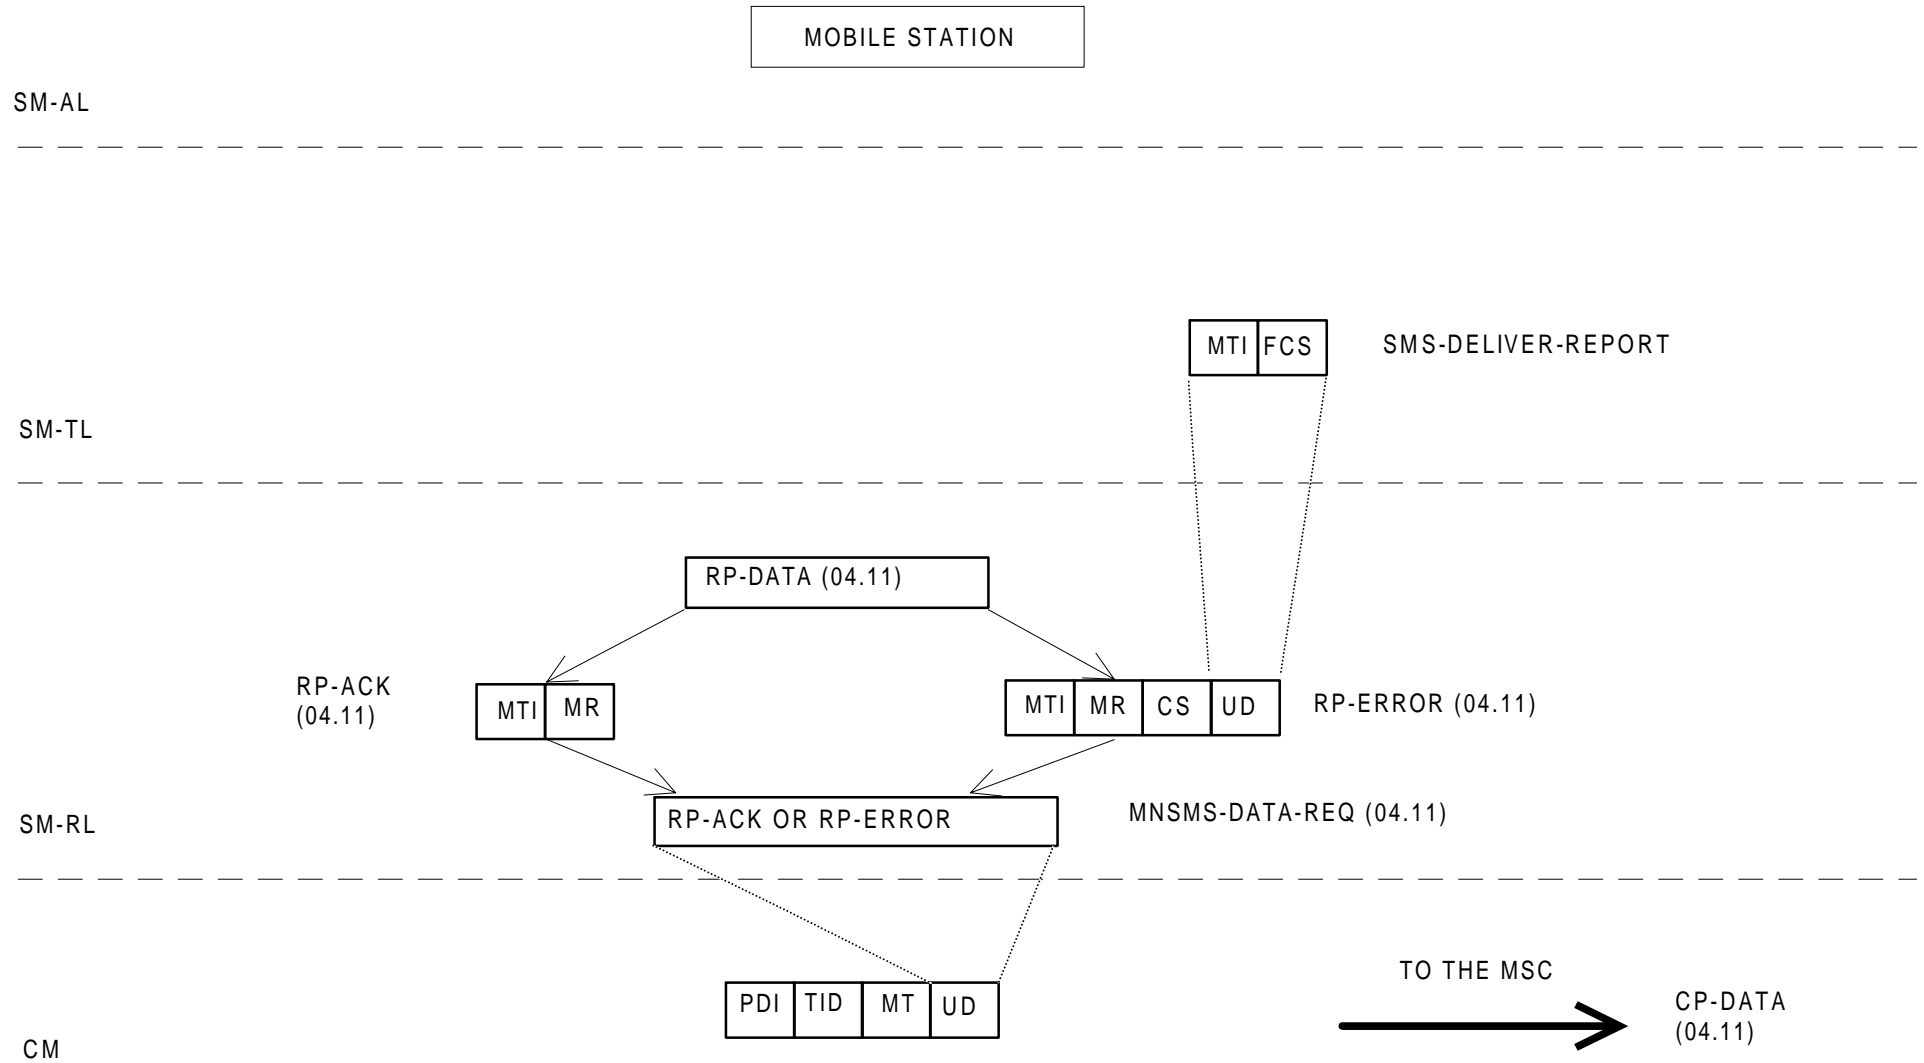 MOBILE STATION
SM-AL
MTI FCS SMS-DELIVER-REPORT
SM-TL
RP-DATA (04.11)
RP-ACK
(04.11)
MTI MR
MTI MR CS UD RP-ERROR (04.11)
RP-ACK OR RP-ERROR
MNSMS-DATA-REQ (04.11)
SM-RL
TO THE MSC
PDI TID MT UD
CP-DATA
(04.11)
CM